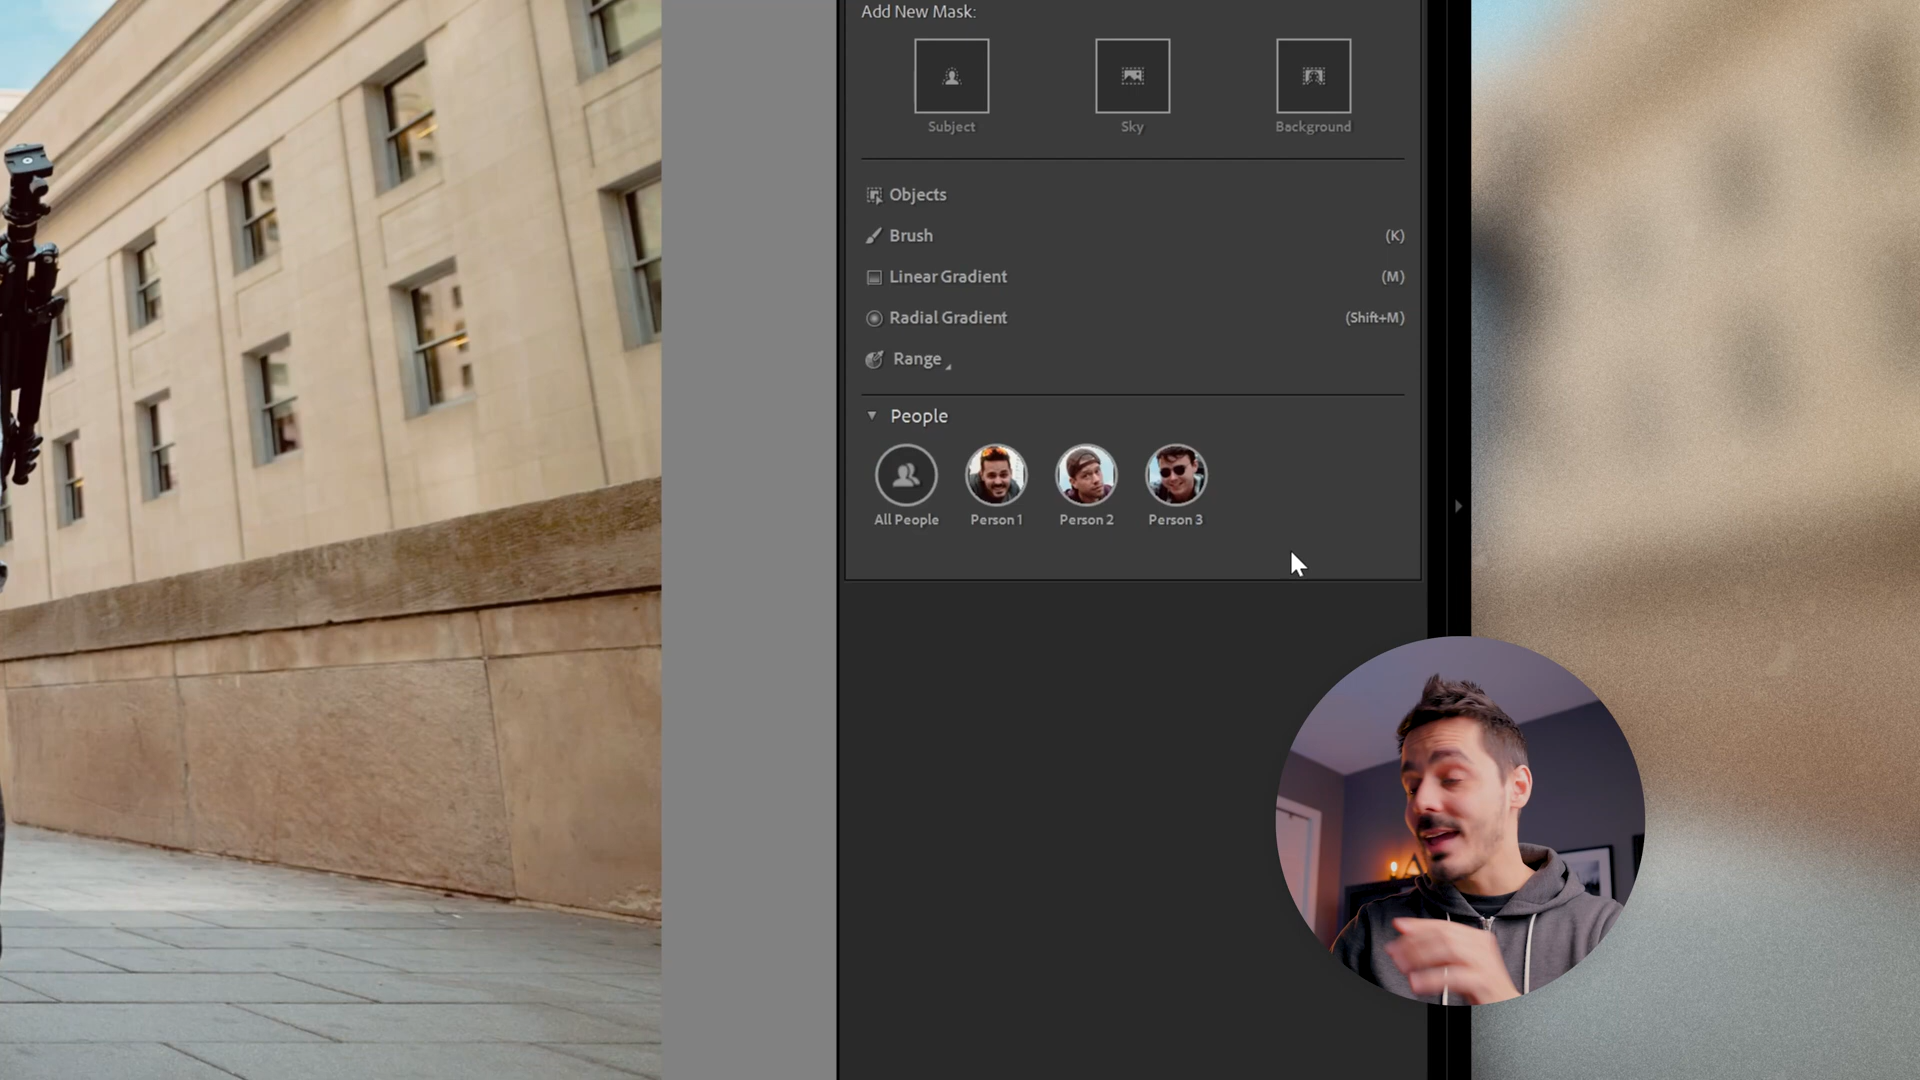 Add New Mask:
Subject Sky Background
Objects
Brush (K)
Linear Gradient (M)
Radial Gradient (Shift+M)
Range
People
All People Person 1 Person 2 Person 3